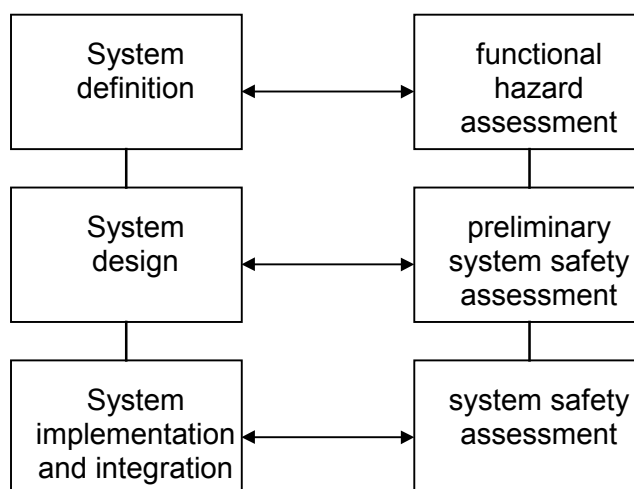 System
definition
functional
hazard
assessment
System
design
preliminary
system safety
assessment
System
implementation
and integration
system safety
assessment